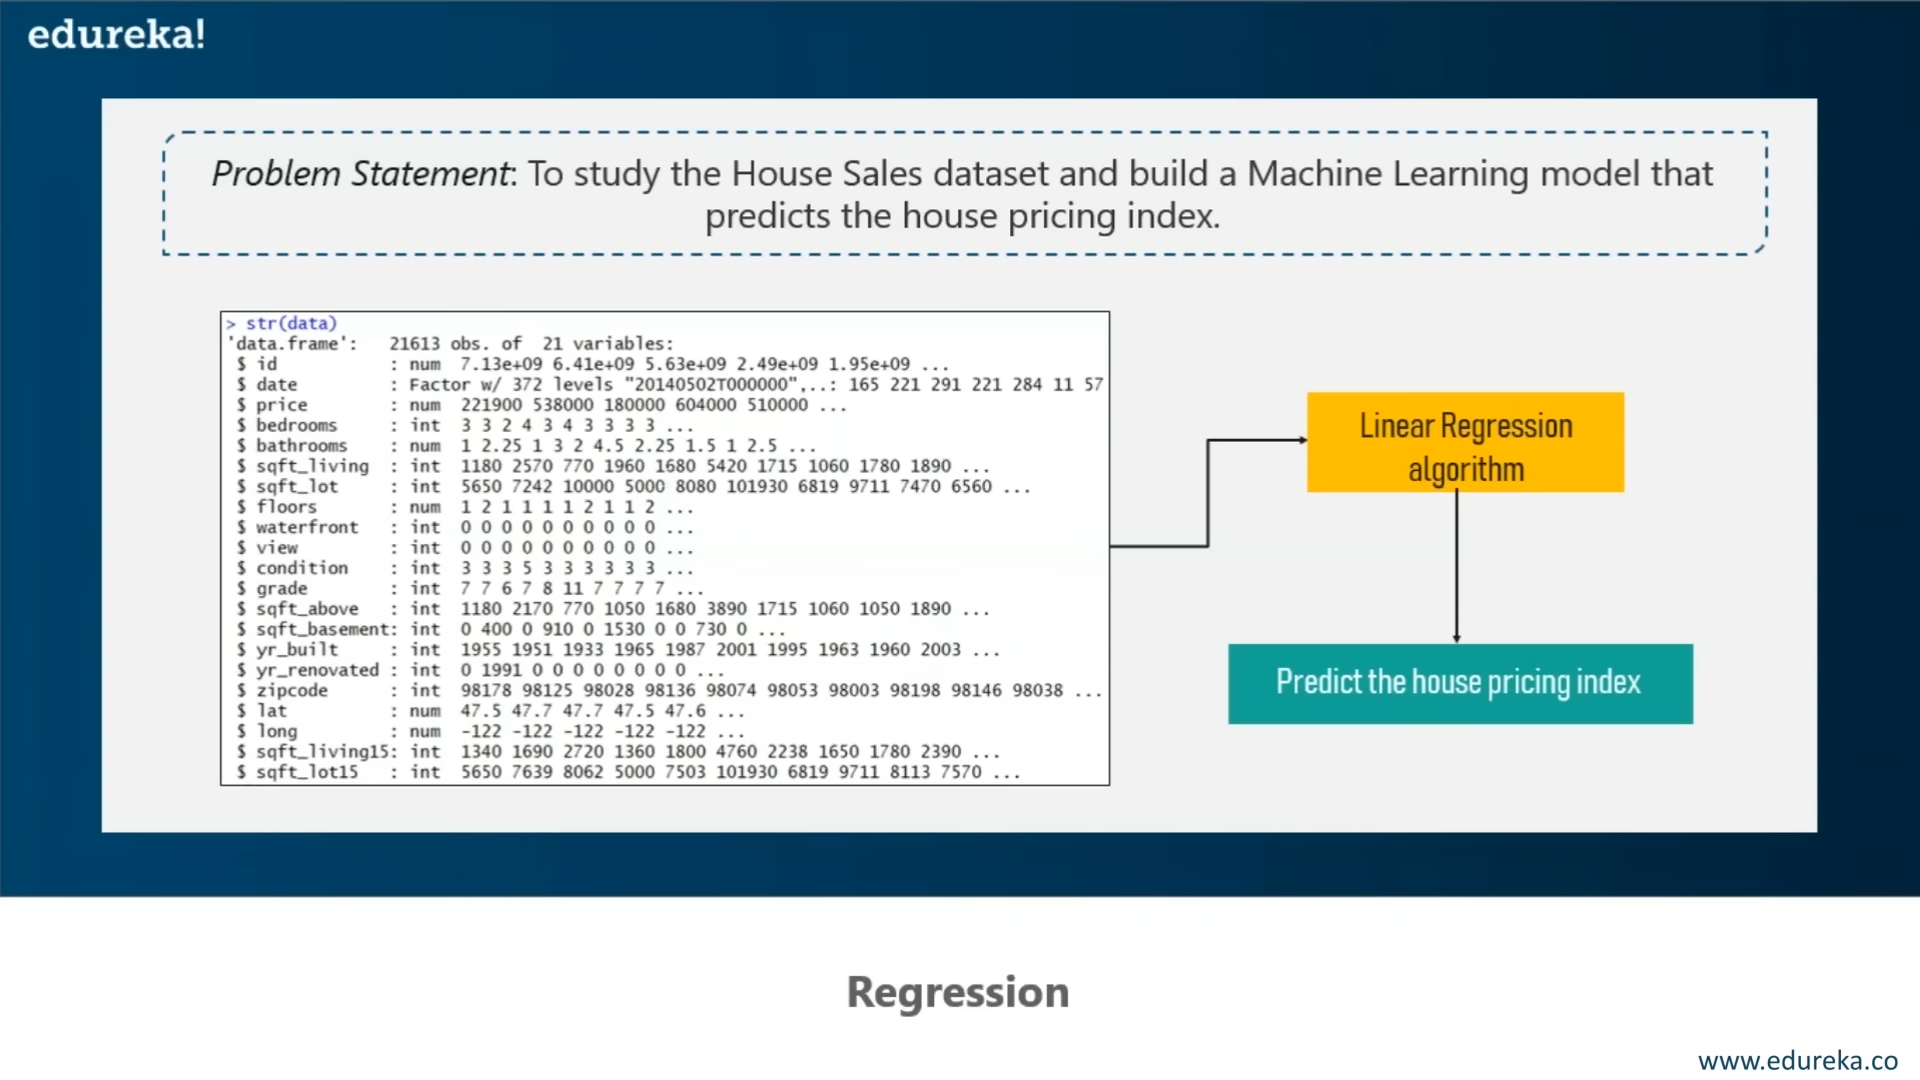 edureka!
Problem Statement: To study the House Sales dataset and build a Machine Learning model that
predicts the house pricing index.
> str(data)
'data.frame':   21613 obs. of  21 variables:
 $ id           : num  7.13e+09 6.41e+09 5.63e+09 2.49e+09 1.95e+09 ...
 $ date         : Factor w/ 372 levels "20140502T000000",..: 165 221 291 221 284 11 57
 $ price        : num  221900 538000 180000 604000 510000 ...
 $ bedrooms     : int  3 3 2 4 3 4 3 3 3 3 ...
 $ bathrooms    : num  1 2.25 1 3 2 4.5 2.25 1.5 1 2.5 ...
 $ sqft_living  : int  1180 2570 770 1960 1680 5420 1715 1060 1780 1890 ...
 $ sqft_lot     : int  5650 7242 10000 5000 8080 101930 6819 9711 7470 6560 ...
 $ floors       : num  1 2 1 1 1 1 2 1 1 2 ...
 $ waterfront   : int  0 0 0 0 0 0 0 0 0 0 ...
 $ view         : int  0 0 0 0 0 0 0 0 0 0 ...
 $ condition    : int  3 3 3 5 3 3 3 3 3 3 ...
 $ grade        : int  7 7 6 7 8 11 7 7 7 7 ...
 $ sqft_above   : int  1180 2170 770 1050 1680 3890 1715 1060 1050 1890 ...
 $ sqft_basement: int  0 400 0 910 0 1530 0 0 730 0 ...
 $ yr_built     : int  1955 1951 1933 1965 1987 2001 1995 1963 1960 2003 ...
 $ yr_renovated : int  0 1991 0 0 0 0 0 0 0 0 ...
 $ zipcode      : int  98178 98125 98028 98136 98074 98053 98003 98198 98146 98038 ...
 $ lat          : num  47.5 47.7 47.7 47.5 47.6 ...
 $ long         : num  -122 -122 -122 -122 -122 ...
 $ sqft_living15: int  1340 1690 2720 1360 1800 4760 2238 1650 1780 2390 ...
 $ sqft_lot15   : int  5650 7639 8062 5000 7503 101930 6819 9711 8113 7570 ...
Linear Regression
algorithm
Predict the house pricing index
Regression
www.edureka.co